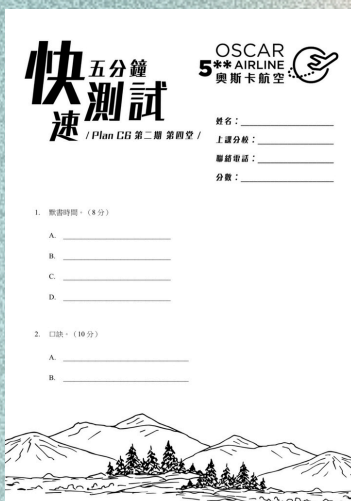 快速
五分鐘
測試
/ Plan C6 第二期 第四堂 /
OSCAR
5** AIRLINE
奧斯卡航空
姓名：
上課分校：
聯絡電話：
分數：
1. 默書時間。（8 分）
A.
B.
C.
D.
2. 口訣。（10 分）
A.
B.